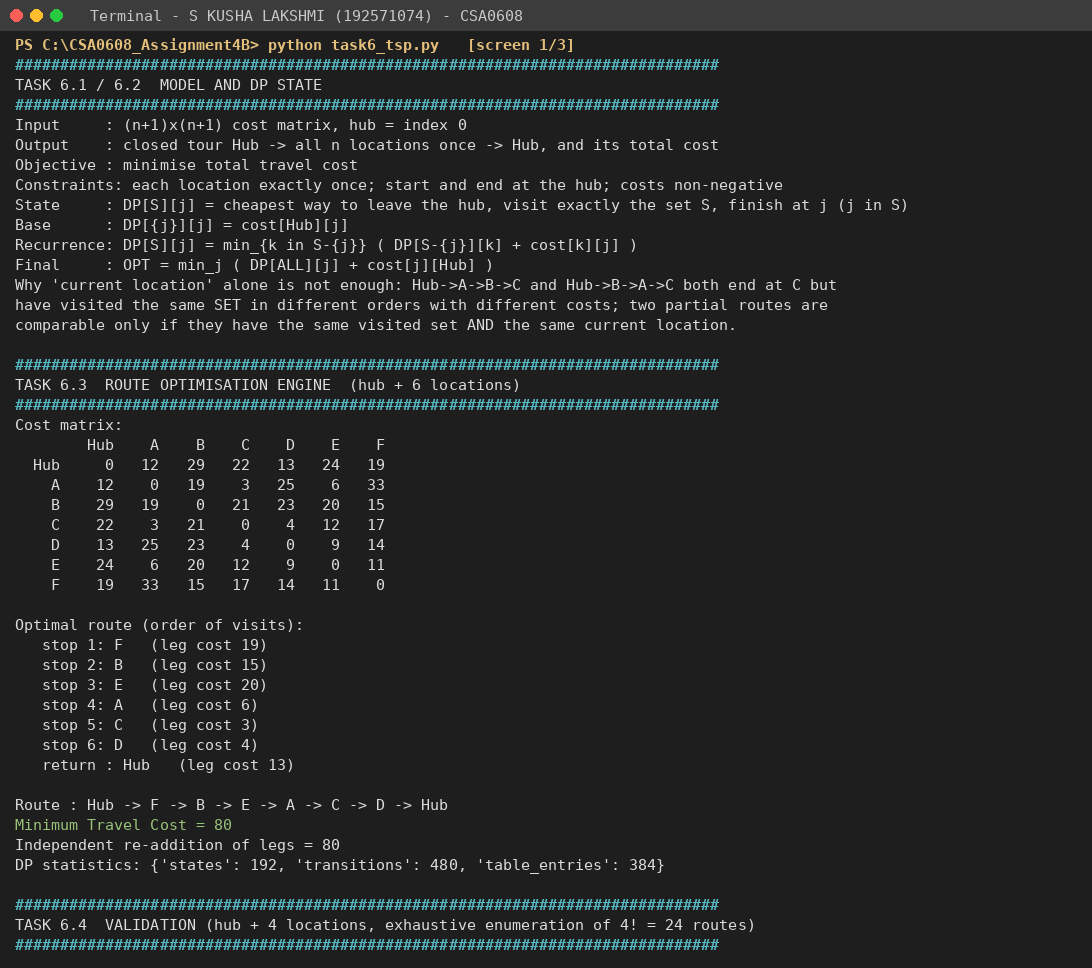 Terminal - S KUSHA LAKSHMI (192571074) - CSA0608
PS C:\CSA0608_Assignment4B> python task6_tsp.py   [screen 1/3]
##############################################################################
TASK 6.1 / 6.2  MODEL AND DP STATE
##############################################################################
Input     : (n+1)x(n+1) cost matrix, hub = index 0
Output    : closed tour Hub -> all n locations once -> Hub, and its total cost
Objective : minimise total travel cost
Constraints: each location exactly once; start and end at the hub; costs non-negative
State     : DP[S][j] = cheapest way to leave the hub, visit exactly the set S, finish at j (j in S)
Base      : DP[{j}][j] = cost[Hub][j]
Recurrence: DP[S][j] = min_{k in S-{j}} ( DP[S-{j}][k] + cost[k][j] )
Final     : OPT = min_j ( DP[ALL][j] + cost[j][Hub] )
Why 'current location' alone is not enough: Hub->A->B->C and Hub->B->A->C both end at C but
have visited the same SET in different orders with different costs; two partial routes are
comparable only if they have the same visited set AND the same current location.
##############################################################################
TASK 6.3  ROUTE OPTIMISATION ENGINE  (hub + 6 locations)
##############################################################################
Cost matrix:
        Hub    A    B    C    D    E    F
  Hub     0   12   29   22   13   24   19
    A    12    0   19    3   25    6   33
    B    29   19    0   21   23   20   15
    C    22    3   21    0    4   12   17
    D    13   25   23    4    0    9   14
    E    24    6   20   12    9    0   11
    F    19   33   15   17   14   11    0
Optimal route (order of visits):
   stop 1: F   (leg cost 19)
   stop 2: B   (leg cost 15)
   stop 3: E   (leg cost 20)
   stop 4: A   (leg cost 6)
   stop 5: C   (leg cost 3)
   stop 6: D   (leg cost 4)
   return : Hub   (leg cost 13)
Route : Hub -> F -> B -> E -> A -> C -> D -> Hub
Minimum Travel Cost = 80
Independent re-addition of legs = 80
DP statistics: {'states': 192, 'transitions': 480, 'table_entries': 384}
##############################################################################
TASK 6.4  VALIDATION (hub + 4 locations, exhaustive enumeration of 4! = 24 routes)
##############################################################################